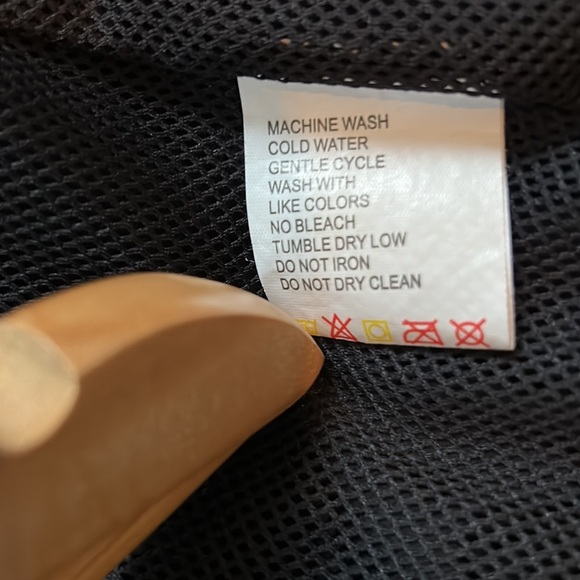 MACHINE WASH
COLD WATER
GENTLE CYCLE
WASH WITH
LIKE COLORS
NO BLEACH
TUMBLE DRY LOW
DO NOT IRON
DO NOT DRY CLEAN